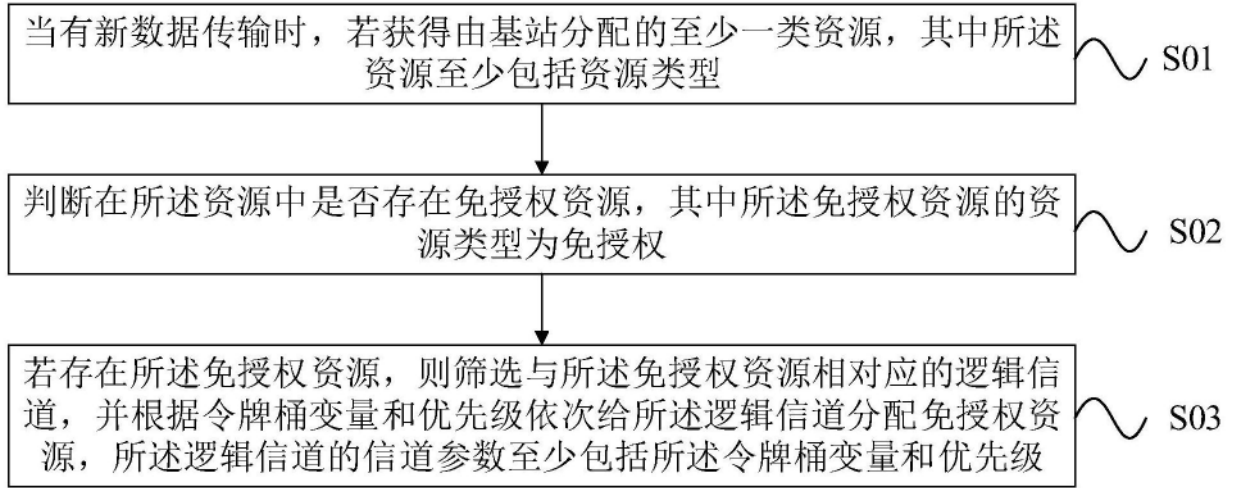 当有新数据传输时，若获得由基站分配的至少一类资源，其中所述
资源至少包括资源类型
S01
判断在所述资源中是否存在免授权资源，其中所述免授权资源的资
源类型为免授权
S02
若存在所述免授权资源，则筛选与所述免授权资源相对应的逻辑信
道，并根据令牌桶变量和优先级依次给所述逻辑信道分配免授权资
源，所述逻辑信道的信道参数至少包括所述令牌桶变量和优先级
S03